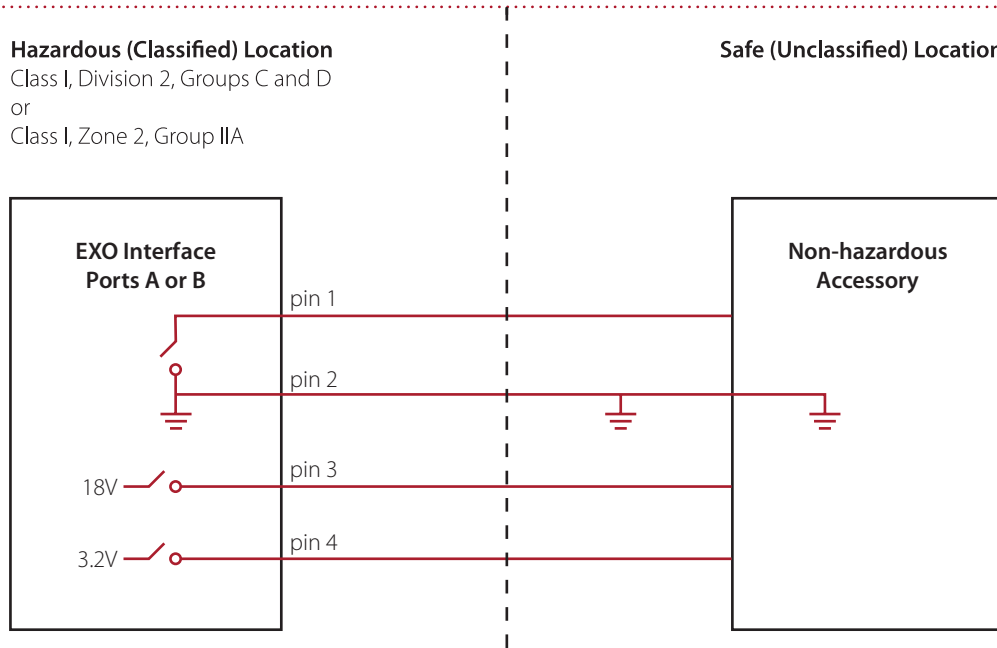 Hazardous (Classified) Location
Class I, Division 2, Groups C and D
or
Class I, Zone 2, Group IIA
Safe (Unclassified) Location
EXO Interface
Ports A or B
Non-hazardous
Accessory
pin 1
pin 2
pin 3
18V
pin 4
3.2V